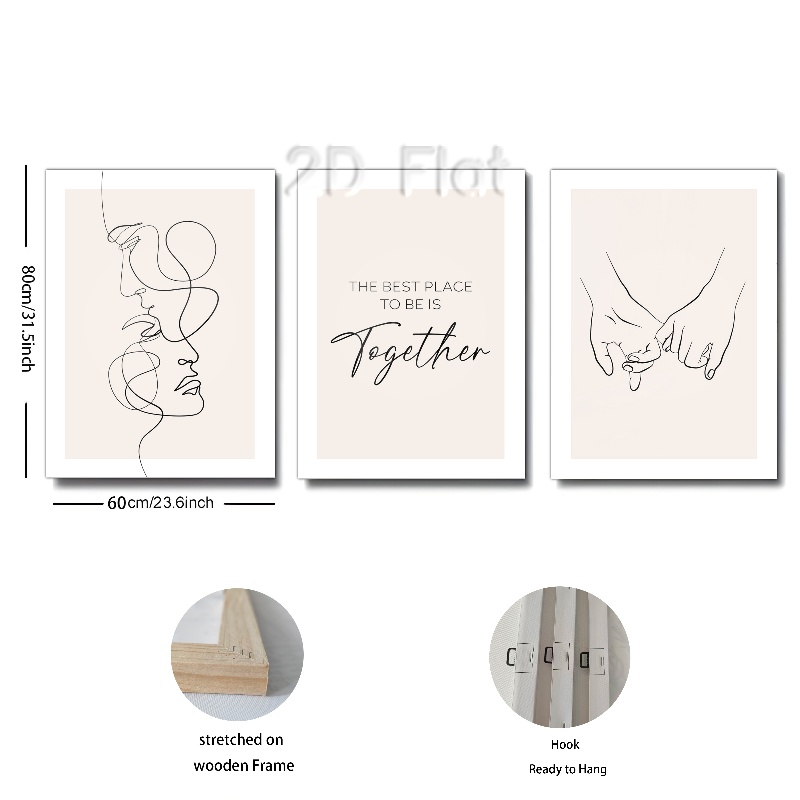 2D Flat
80cm/31.5inch
THE BEST PLACE
TO BE IS
Together
60cm/23.6inch
stretched on
wooden Frame
Hook
Ready to Hang